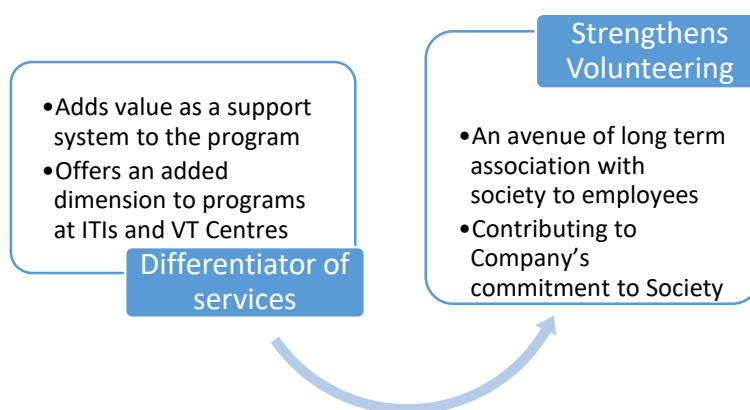 •Adds value as a support
system to the program
•Offers an added
dimension to programs
at ITIs and VT Centres
Differentiator of
services
Strengthens
Volunteering
•An avenue of long term
association with
society to employees
•Contributing to
Company’s
commitment to Society